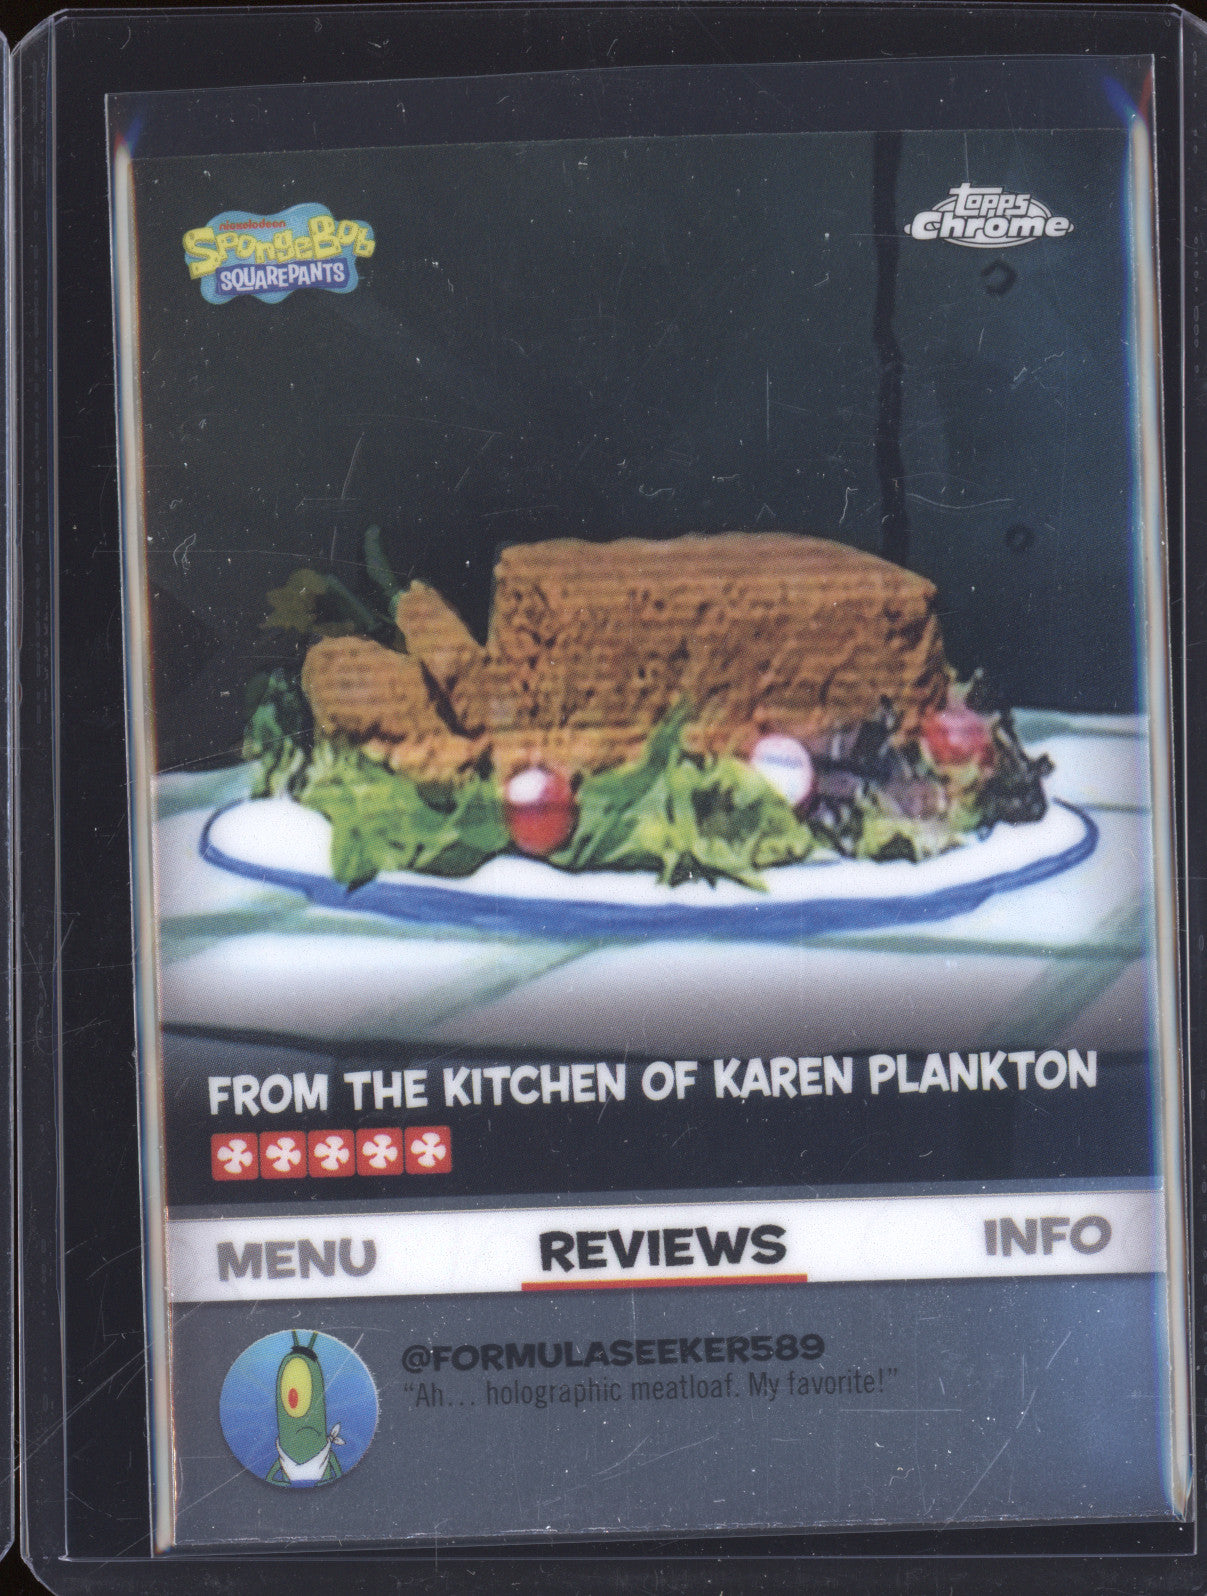 nickelodeon
SPONGEBOB
SQUAREPANTS
topps
Chrome
FROM THE KITCHEN OF KAREN PLANKTON
MENU
REVIEWS
INFO
@FORMULASEEKER589
“Ah... holographic meatloaf. My favorite!”